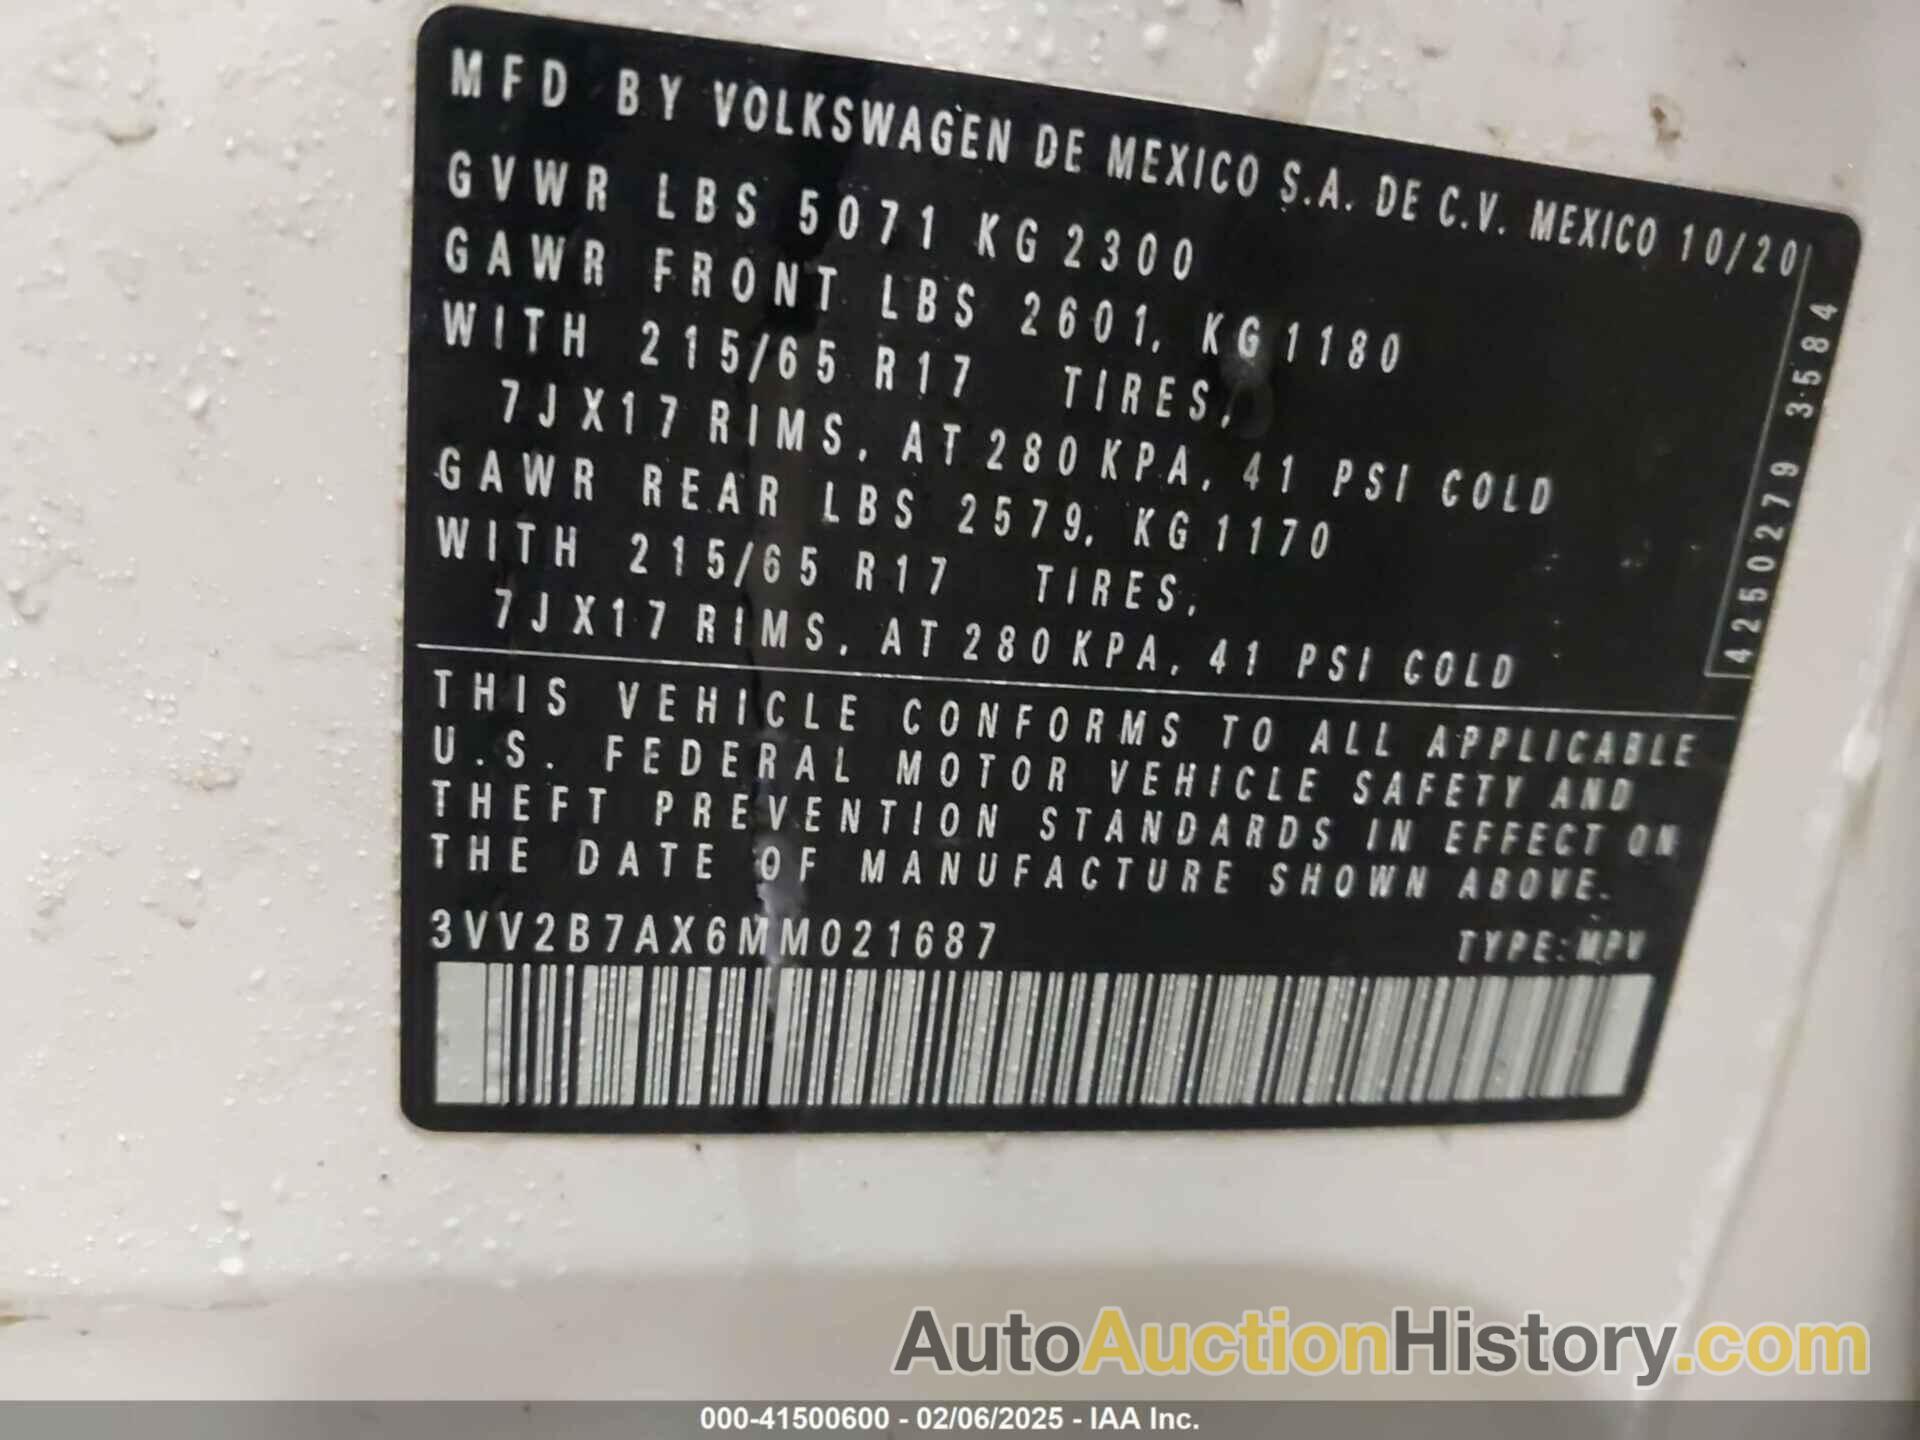 MFD BY VOLKSWAGEN DE MEXICO S.A. DE C.V. MEXICO 10/20
GVWR LBS 5071 KG 2300
GAWR FRONT LBS 2601, KG 1180
WITH 215/65 R17 TIRES,
7JX17 RIMS, AT 280 KPA, 41 PSI COLD
GAWR REAR LBS 2579, KG 1170
WITH 215/65 R17 TIRES,
7JX17 RIMS, AT 280 KPA, 41 PSI COLD
4250279 3584
THIS VEHICLE CONFORMS TO ALL APPLICABLE
U.S. FEDERAL MOTOR VEHICLE SAFETY AND
THEFT PREVENTION STANDARDS IN EFFECT ON
THE DATE OF MANUFACTURE SHOWN ABOVE.
3VV2B7AX6MM021687 TYPE: MPV
AutoAuctionHistory.com
000-41500600 - 02/06/2025 - IAA Inc.